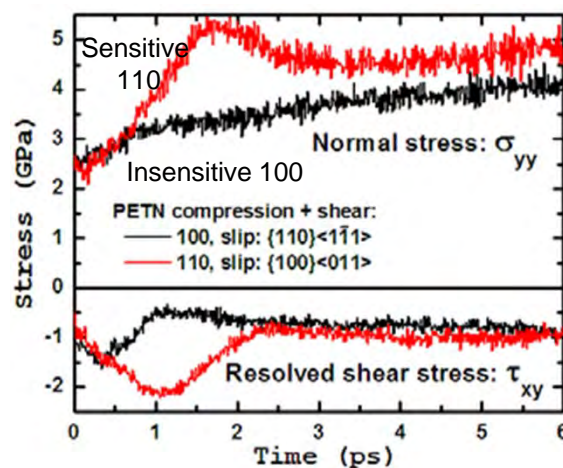 5
4
3
2
1
0
-1
-2
Stress (GPa)
Sensitive
110
Insensitive 100
Normal stress: σyy
PETN compression + shear:
100, slip: {110}<11̄1>
110, slip: {100}<011>
Resolved shear stress: τxy
0 1 2 3 4 5 6
Time (ps)